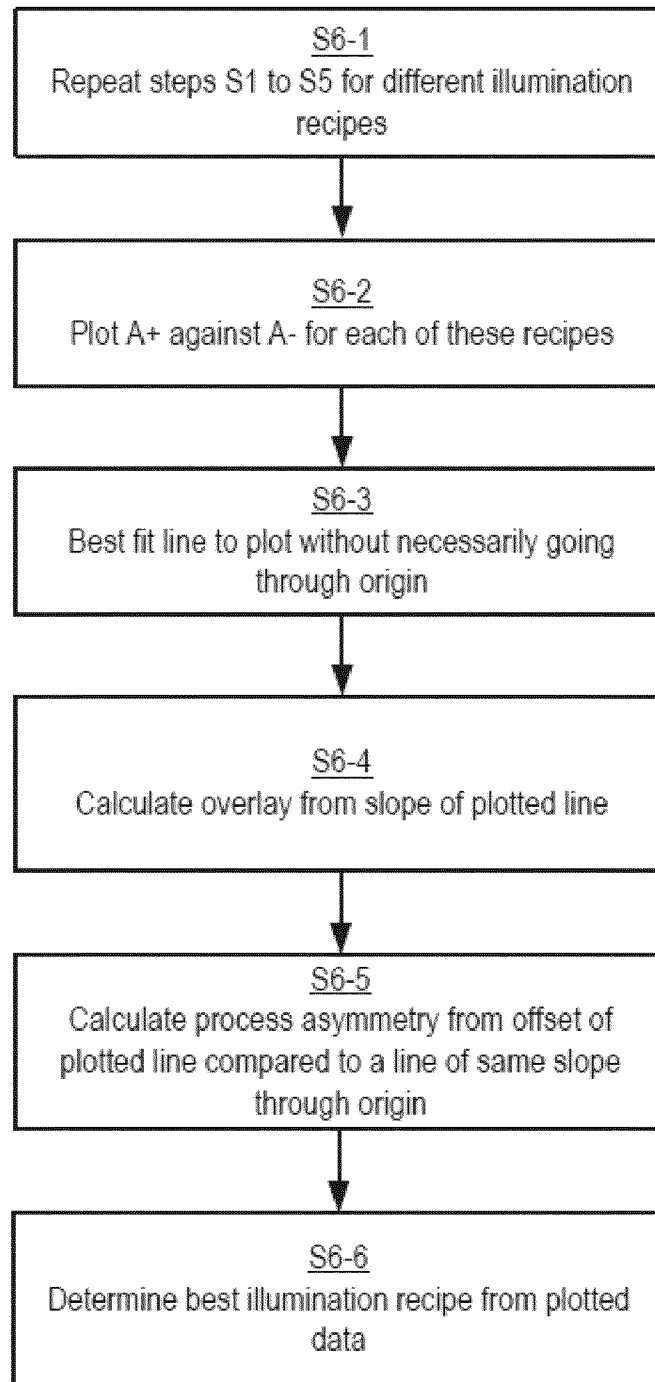 S6-1
Repeat steps S1 to S5 for different illumination
recipes
S6-2
Plot A+ against A- for each of these recipes
S6-3
Best fit line to plot without necessarily going
through origin
S6-4
Calculate overlay from slope of plotted line
S6-5
Calculate process asymmetry from offset of
plotted line compared to a line of same slope
through origin
S6-6
Determine best illumination recipe from plotted
data